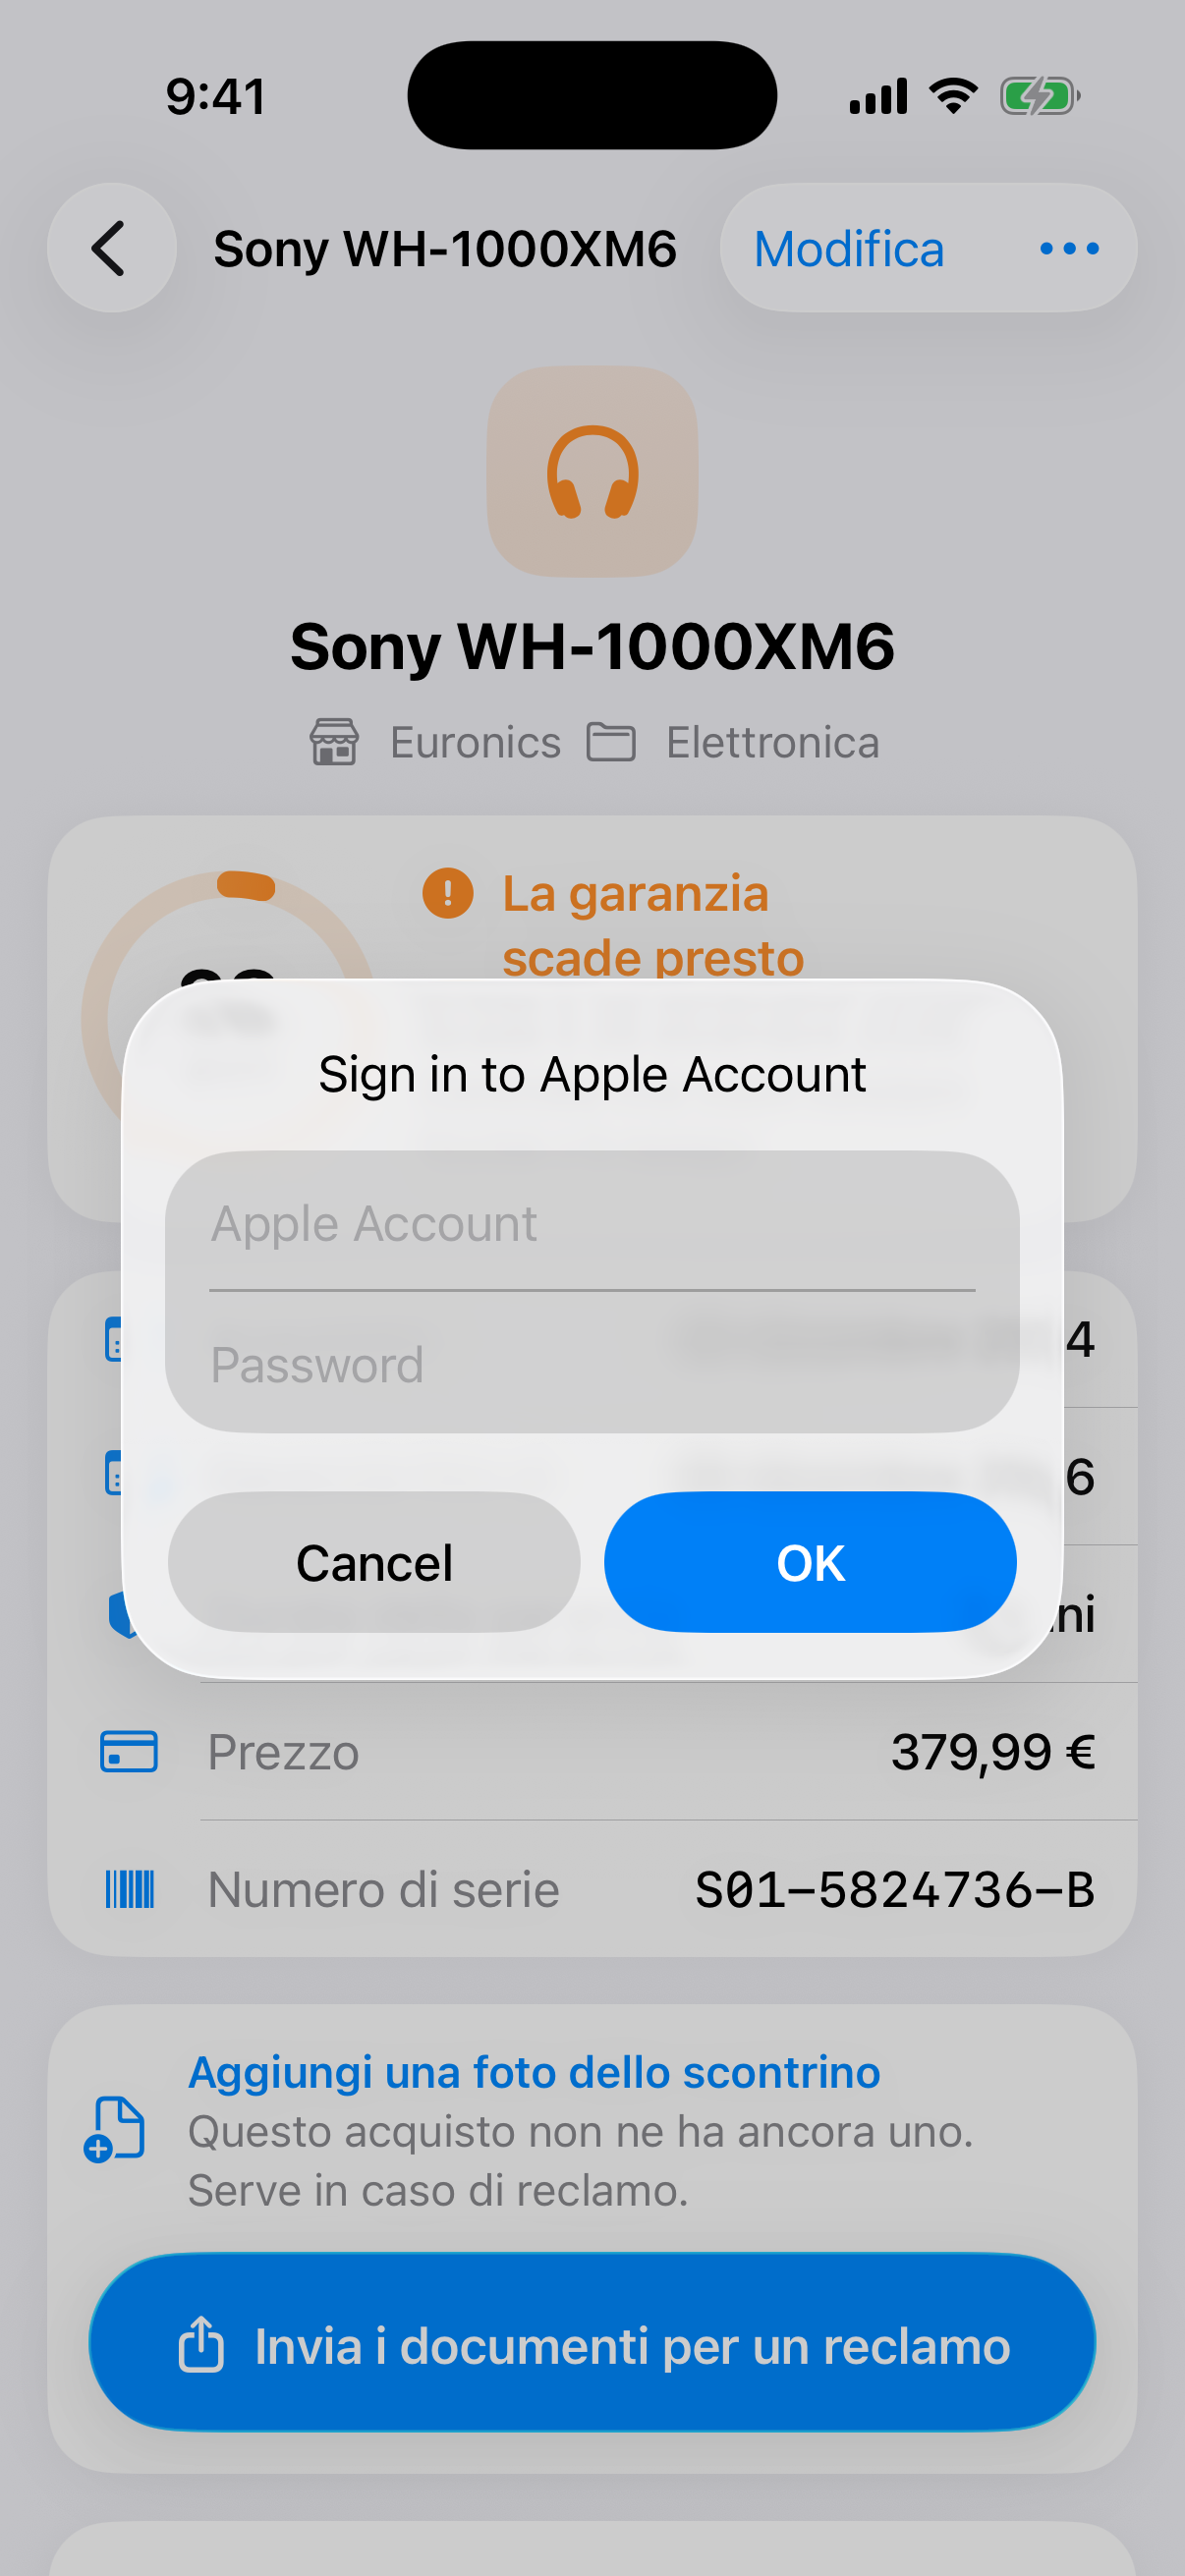 9:41
Sony WH-1000XM6
Modifica
Sony WH-1000XM6
Euronics Elettronica
La garanzia
scade presto
Sign in to Apple Account
Apple Account
Password
4
6
Cancel
OK
Prezzo
379,99 €
Numero di serie
S01-5824736-B
Aggiungi una foto dello scontrino
Questo acquisto non ne ha ancora uno.
Serve in caso di reclamo.
Invia i documenti per un reclamo